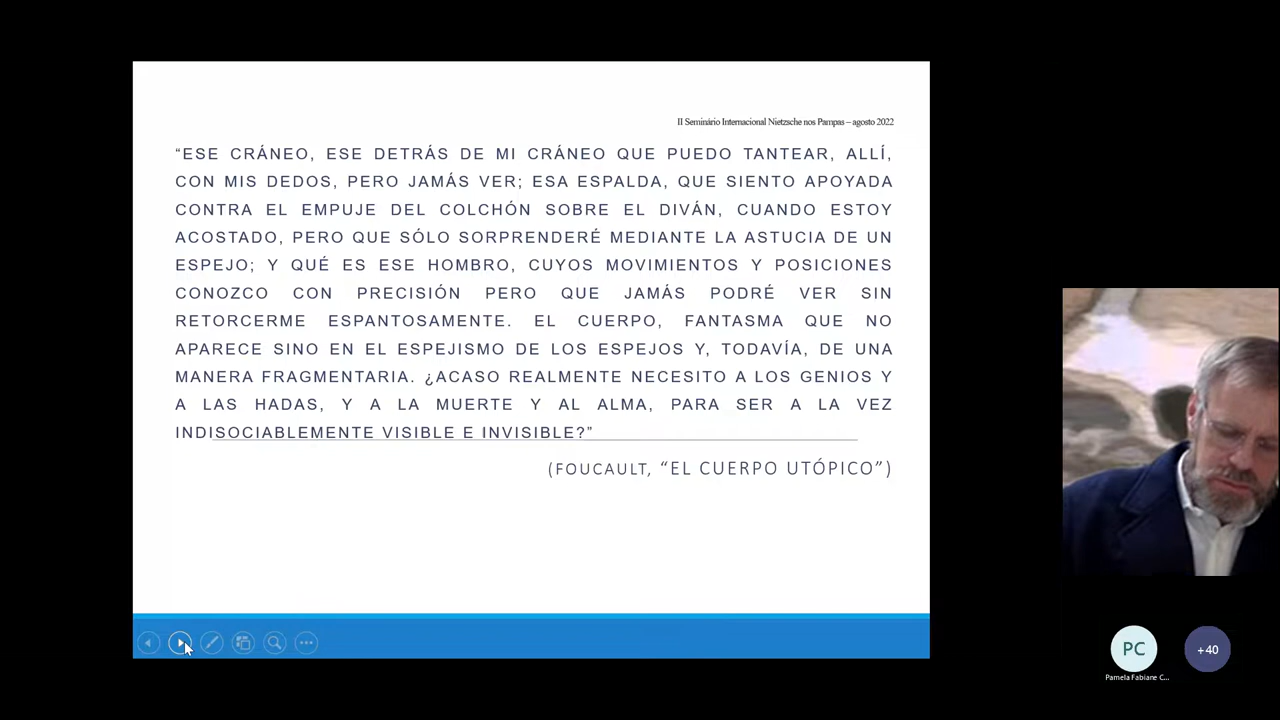 II Seminário Internacional Nietzsche nos Pampas – agosto 2022
“ESE CRÁNEO, ESE DETRÁS DE MI CRÁNEO QUE PUEDO TANTEAR, ALLÍ,
CON MIS DEDOS, PERO JAMÁS VER; ESA ESPALDA, QUE SIENTO APOYADA
CONTRA EL EMPUJE DEL COLCHÓN SOBRE EL DIVÁN, CUANDO ESTOY
ACOSTADO, PERO QUE SÓLO SORPRENDERÉ MEDIANTE LA ASTUCIA DE UN
ESPEJO; Y QUÉ ES ESE HOMBRO, CUYOS MOVIMIENTOS Y POSICIONES
CONOZCO CON PRECISIÓN PERO QUE JAMÁS PODRÉ VER SIN
RETORCERME ESPANTOSAMENTE. EL CUERPO, FANTASMA QUE NO
APARECE SINO EN EL ESPEJISMO DE LOS ESPEJOS Y, TODAVÍA, DE UNA
MANERA FRAGMENTARIA. ¿ACASO REALMENTE NECESITO A LOS GENIOS Y
A LAS HADAS, Y A LA MUERTE Y AL ALMA, PARA SER A LA VEZ
INDISOCIABLEMENTE VISIBLE E INVISIBLE?”
(FOUCAULT, “EL CUERPO UTÓPICO”)
PC
+40
Pamela Fabiane C...